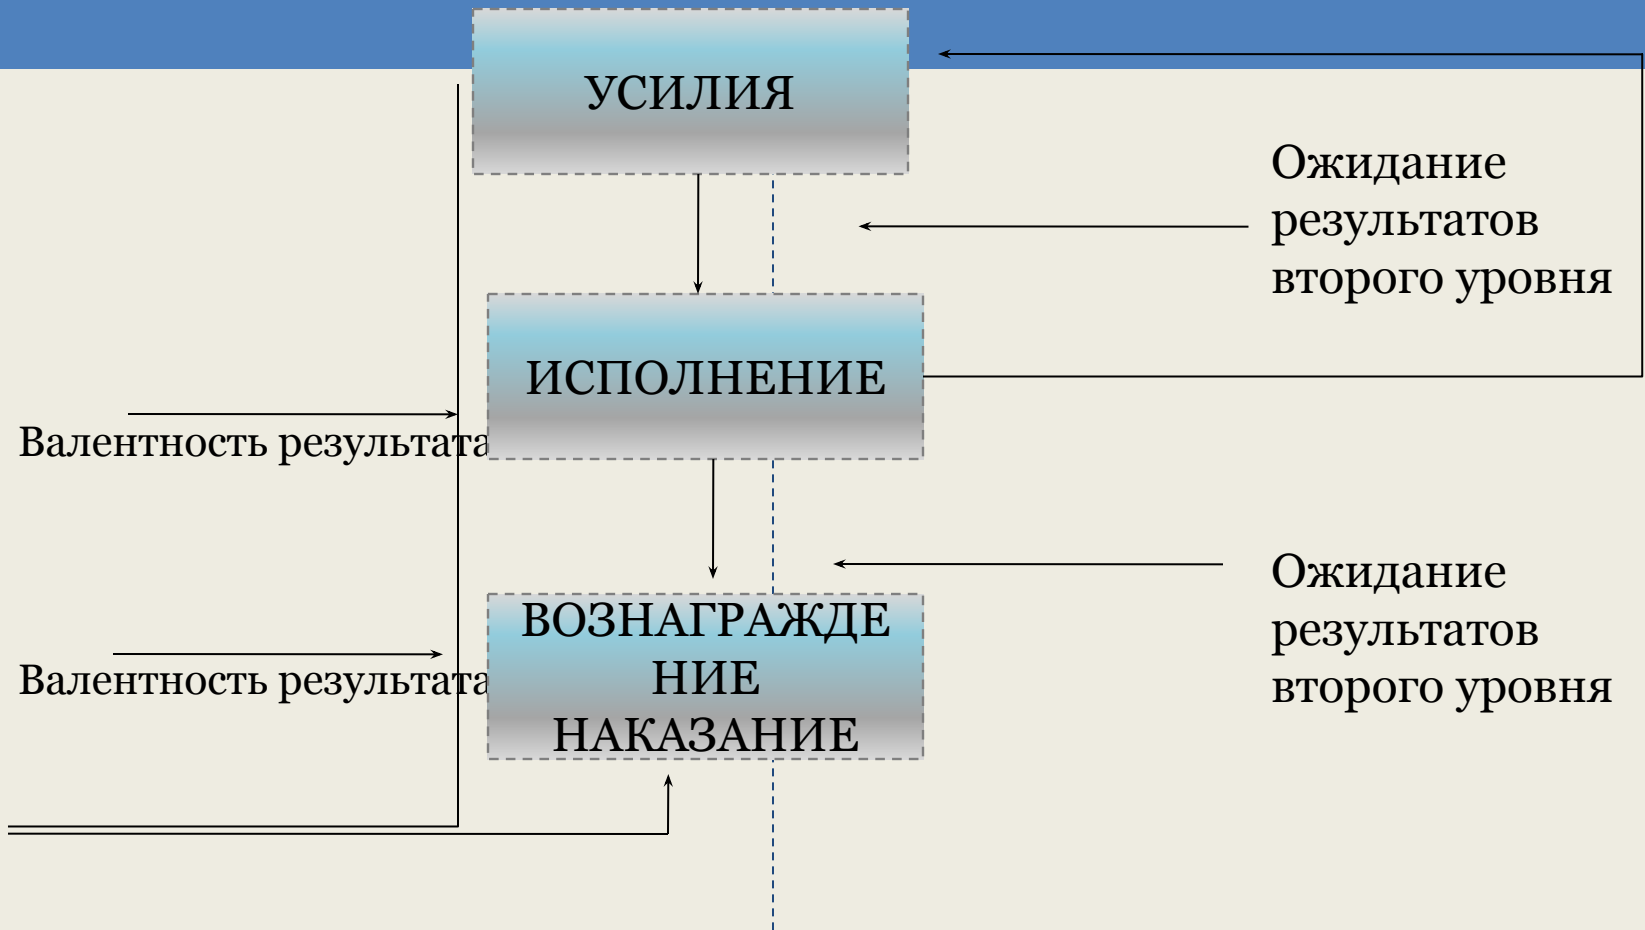 УСИЛИЯ
Ожидание
результатов
второго уровня
ИСПОЛНЕНИЕ
Валентность результата
Ожидание
результатов
второго уровня
ВОЗНАГРАЖДЕ
НИЕ
НАКАЗАНИЕ
Валентность результата